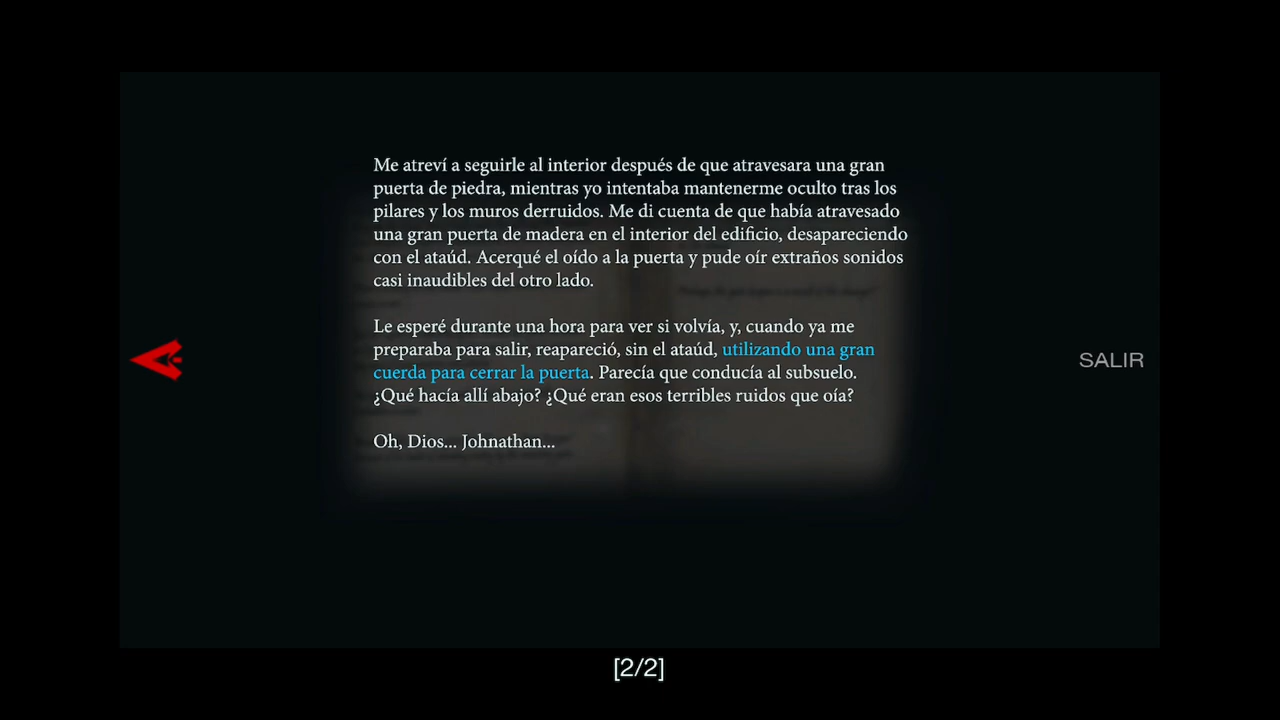 Me atreví a seguirle al interior después de que atravesara una gran
puerta de piedra, mientras yo intentaba mantenerme oculto tras los
pilares y los muros derruidos. Me di cuenta de que había atravesado
una gran puerta de madera en el interior del edificio, desapareciendo
con el ataúd. Acerqué el oído a la puerta y pude oír extraños sonidos
casi inaudibles del otro lado.
Le esperé durante una hora para ver si volvía, y, cuando ya me
preparaba para salir, reapareció, sin el ataúd, utilizando una gran
cuerda para cerrar la puerta. Parecía que conducía al subsuelo.
¿Qué hacía allí abajo? ¿Qué eran esos terribles ruidos que oía?
Oh, Dios... Johnathan...
SALIR
[2/2]